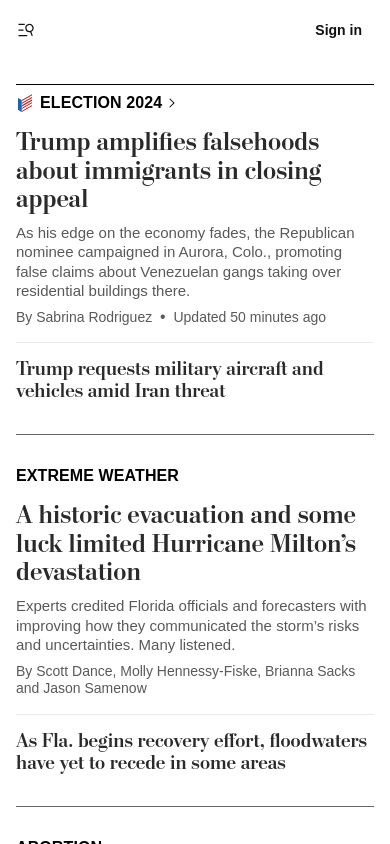 Sign in
ELECTION 2024
Trump amplifies falsehoods
about immigrants in closing
appeal
As his edge on the economy fades, the Republican
nominee campaigned in Aurora, Colo., promoting
false claims about Venezuelan gangs taking over
residential buildings there.
By Sabrina Rodriguez • Updated 50 minutes ago
Trump requests military aircraft and
vehicles amid Iran threat
EXTREME WEATHER
A historic evacuation and some
luck limited Hurricane Milton’s
devastation
Experts credited Florida officials and forecasters with
improving how they communicated the storm’s risks
and uncertainties. Many listened.
By Scott Dance, Molly Hennessy-Fiske, Brianna Sacks
and Jason Samenow
As Fla. begins recovery effort, floodwaters
have yet to recede in some areas
ABORTION